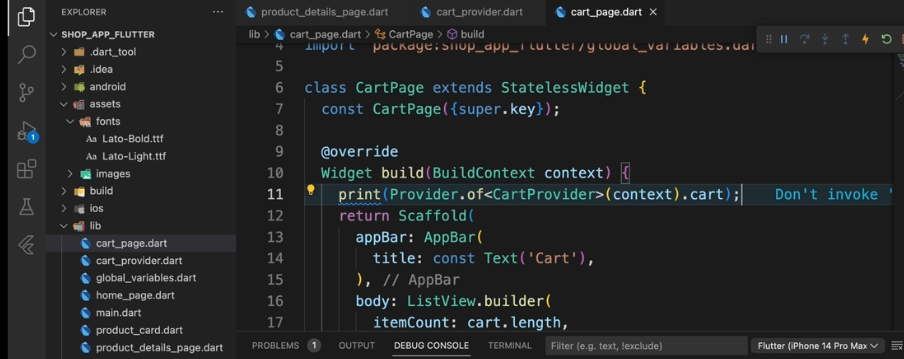 EXPLORER
product_details_page.dart
cart_provider.dart
cart_page.dart
SHOP_APP_FLUTTER
lib > cart_page.dart > CartPage > build
.dart_tool
.idea
android
assets
fonts
Aa Lato-Bold.ttf
Aa Lato-Light.ttf
images
build
ios
lib
cart_page.dart
cart_provider.dart
global_variables.dart
home_page.dart
main.dart
product_card.dart
product_details_page.dart
1
4 import 'package:shop_app_flutter/global_variables.dar
5
6 class CartPage extends StatelessWidget {
7 const CartPage({super.key});
8
9 @override
10 Widget build(BuildContext context) {
11 print(Provider.of<CartProvider>(context).cart); Don't invoke '
12 return Scaffold(
13 appBar: AppBar(
14 title: const Text('Cart'),
15 ), // AppBar
16 body: ListView.builder(
17 itemCount: cart.length,
PROBLEMS 1 OUTPUT DEBUG CONSOLE TERMINAL Filter (e.g. text, !exclude) Flutter (iPhone 14 Pro Max)